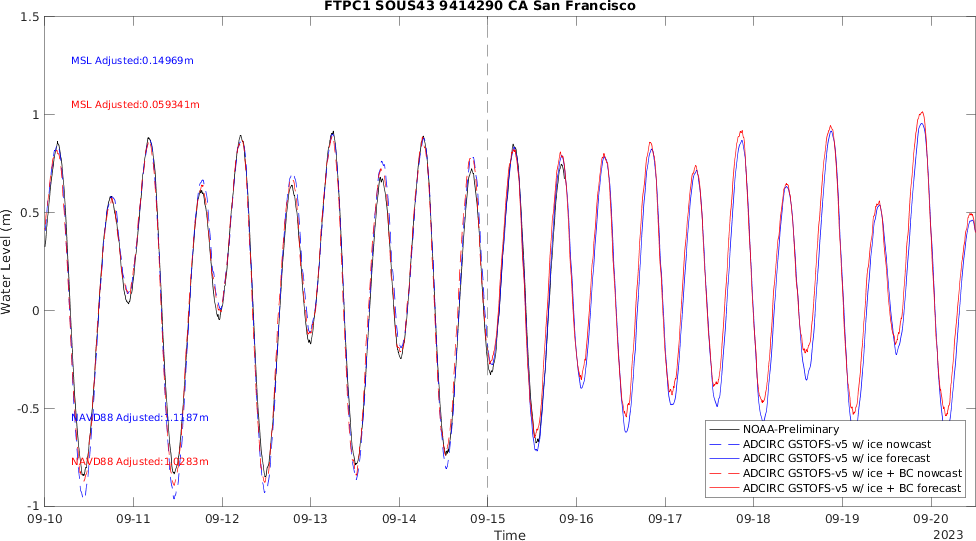 FTPC1 SOUS43 9414290 CA San Francisco
1.5
MSL Adjusted:0.14969m
MSL Adjusted:0.059341m
1
0.5
Water Level (m)
0
-0.5
NAVD88 Adjusted:1.1187m
NAVD88 Adjusted:1.0283m
NOAA-Preliminary
ADCIRC GSTOFS-v5 w/ ice nowcast
ADCIRC GSTOFS-v5 w/ ice forecast
ADCIRC GSTOFS-v5 w/ ice + BC nowcast
ADCIRC GSTOFS-v5 w/ ice + BC forecast
-1
09-10 09-11 09-12 09-13 09-14 09-15 09-16 09-17 09-18 09-19 09-20
Time
2023